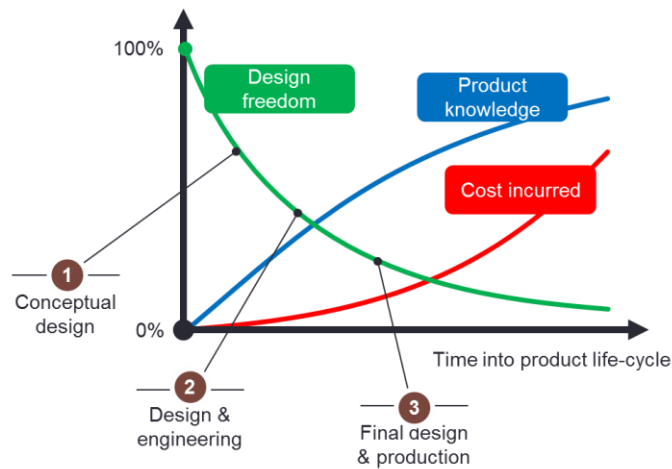 100%
Design
freedom
Product
knowledge
Cost incurred
1
Conceptual
design
0%
Time into product life-cycle
2
Design &
engineering
3
Final design
& production